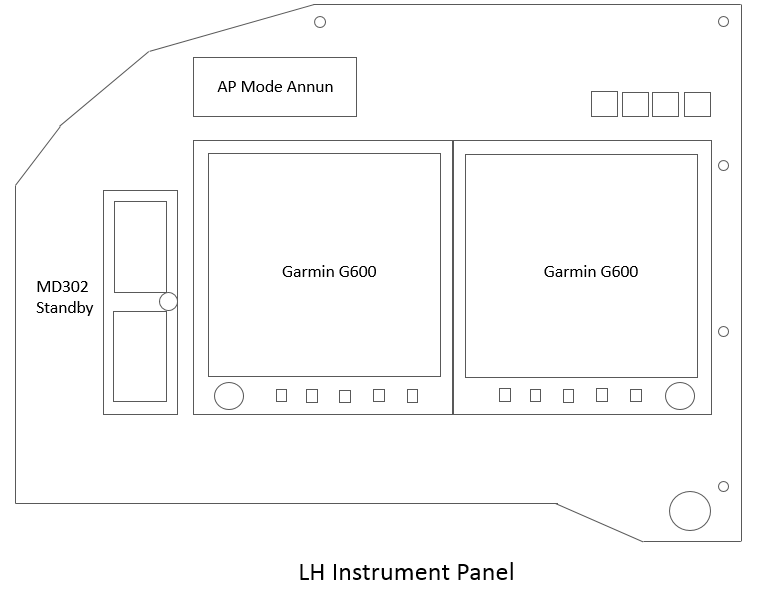 AP Mode Annun
Garmin G600
Garmin G600
MD302
Standby
LH Instrument Panel